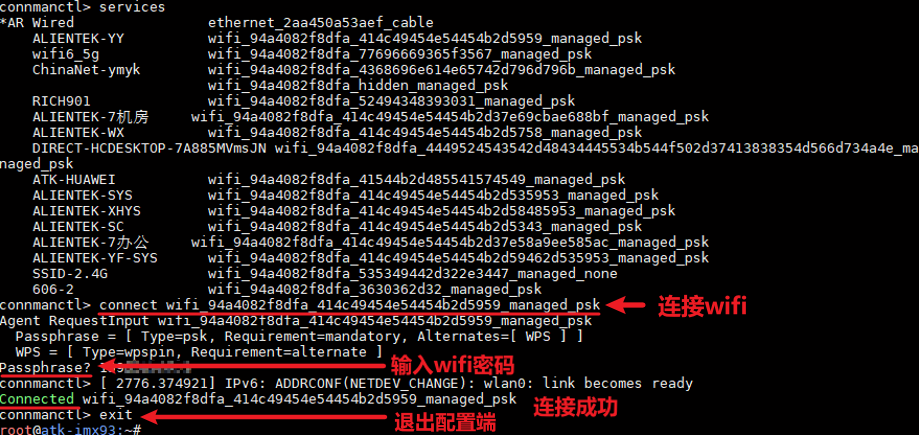 connmanctl> services
*AR Wired                ethernet_2aa450a53aef_cable
    ALIENTEK-YY          wifi_94a4082f8dfa_414c49454e54454b2d5959_managed_psk
    wifi6_5g             wifi_94a4082f8dfa_77696669365f3567_managed_psk
    ChinaNet-ymyk        wifi_94a4082f8dfa_4368696e614e65742d796d796b_managed_psk
                         wifi_94a4082f8dfa_hidden_managed_psk
    RICH901              wifi_94a4082f8dfa_52494348393031_managed_psk
    ALIENTEK-7机房     wifi_94a4082f8dfa_414c49454e54454b2d37e69cbae688bf_managed_psk
    ALIENTEK-WX          wifi_94a4082f8dfa_414c49454e54454b2d5758_managed_psk
    DIRECT-HCDESKTOP-7A885MVmsJN wifi_94a4082f8dfa_4449524543542d48434445534b544f502d37413838354d566d734a4e_ma
naged_psk
    ATK-HUAWEI           wifi_94a4082f8dfa_41544b2d485541574549_managed_psk
    ALIENTEK-SYS         wifi_94a4082f8dfa_414c49454e54454b2d535953_managed_psk
    ALIENTEK-XHYS        wifi_94a4082f8dfa_414c49454e54454b2d58485953_managed_psk
    ALIENTEK-SC          wifi_94a4082f8dfa_414c49454e54454b2d5343_managed_psk
    ALIENTEK-7办公     wifi_94a4082f8dfa_414c49454e54454b2d37e58a9ee585ac_managed_psk
    ALIENTEK-YF-SYS      wifi_94a4082f8dfa_414c49454e54454b2d59462d535953_managed_psk
    SSID-2.4G            wifi_94a4082f8dfa_535349442d322e3447_managed_none
    606-2                wifi_94a4082f8dfa_3630362d32_managed_psk
connmanctl> connect wifi_94a4082f8dfa_414c49454e54454b2d5959_managed_psk 连接wifi
Agent RequestInput wifi_94a4082f8dfa_414c49454e54454b2d5959_managed_psk
  Passphrase = [ Type=psk, Requirement=mandatory, Alternates=[ WPS ] ]
  WPS = [ Type=wpspin, Requirement=alternate ]
Passphrase? 输入wifi密码
connmanctl> [ 2776.374921] IPv6: ADDRCONF(NETDEV_CHANGE): wlan0: link becomes ready
Connected wifi_94a4082f8dfa_414c49454e54454b2d5959_managed_psk 连接成功
connmanctl> exit 退出配置端
root@atk-imx93:~#